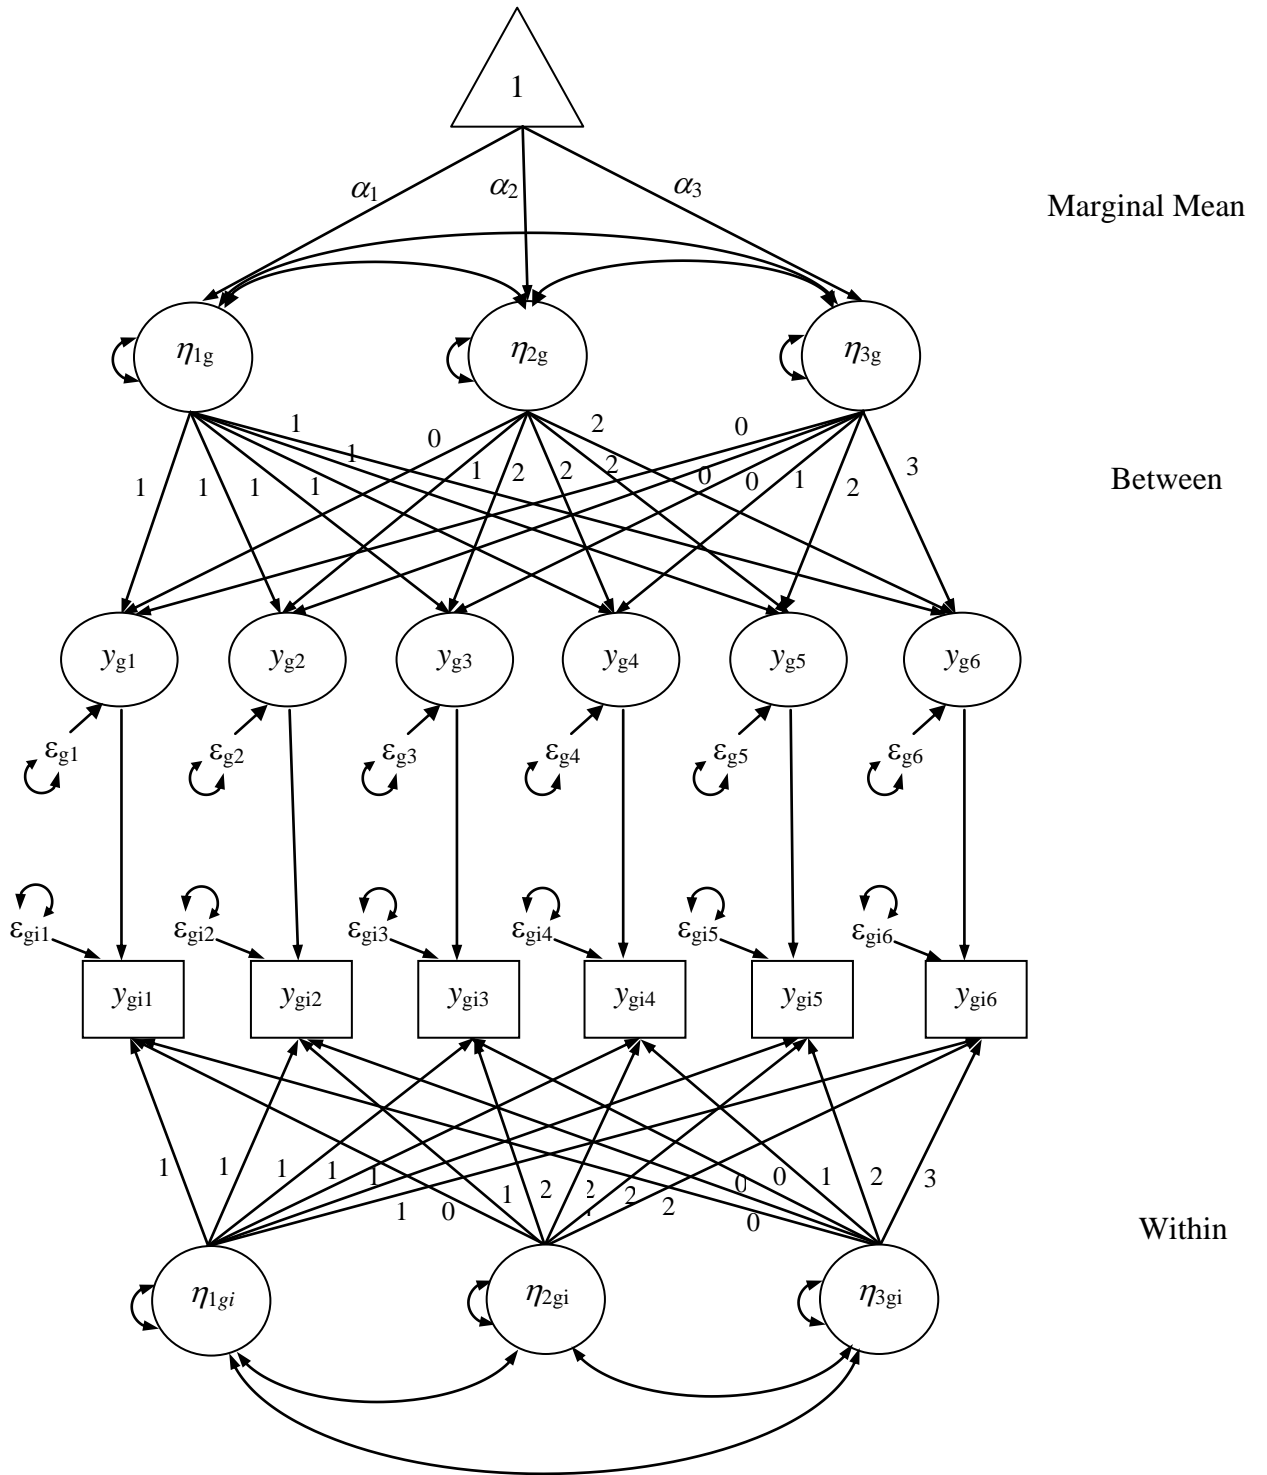 1
α1 α2 α3
Marginal Mean
η1g η2g η3g
1 0 2 0
1 1 1 1 1 1 2 2 2 0 0 1 2 3
Between
yg1 yg2 yg3 yg4 yg5 yg6
εg1 εg2 εg3 εg4 εg5 εg6
εgi1 εgi2 εgi3 εgi4 εgi5 εgi6
ygi1 ygi2 ygi3 ygi4 ygi5 ygi6
1 1 1 1 1 1 2 2 2 0 0 1 2 3
1 0 2 0
Within
η1gi η2gi η3gi